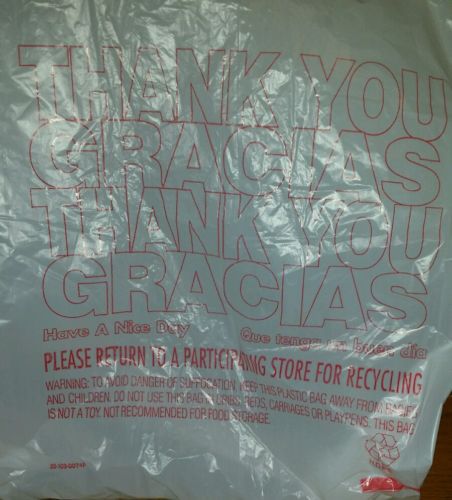 THANK YOU
GRACIAS
THANK YOU
GRACIAS
Have A Nice Day Que tenga un buen dia
PLEASE RETURN TO A PARTICIPATING STORE FOR RECYCLING
WARNING: TO AVOID DANGER OF SUFFOCATION, KEEP THIS PLASTIC BAG AWAY FROM BABIES
AND CHILDREN. DO NOT USE THIS BAG IN CRIBS, BEDS, CARRIAGES OR PLAYPENS. THIS BAG
IS NOT A TOY. NOT RECOMMENDED FOR FOOD STORAGE.